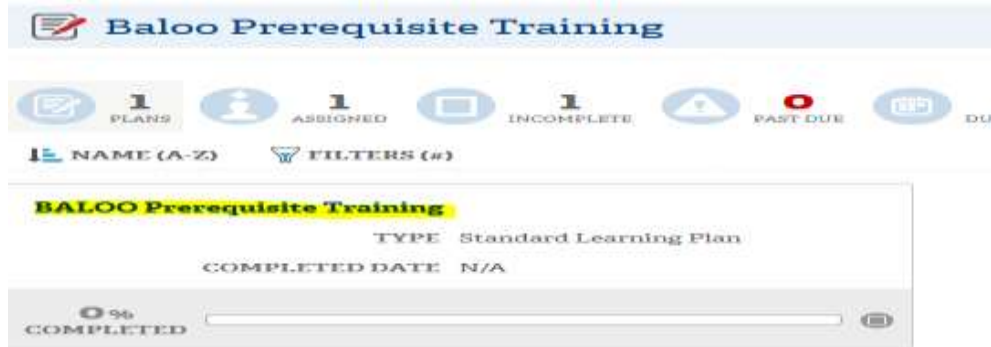 Baloo Prerequisite Training
1 1 1 0
PLANS ASSIGNED INCOMPLETE PAST DUE DU
NAME (A-Z) FILTERS (#)
BALOO Prerequisite Training
TYPE Standard Learning Plan
COMPLETED DATE N/A
0%
COMPLETED